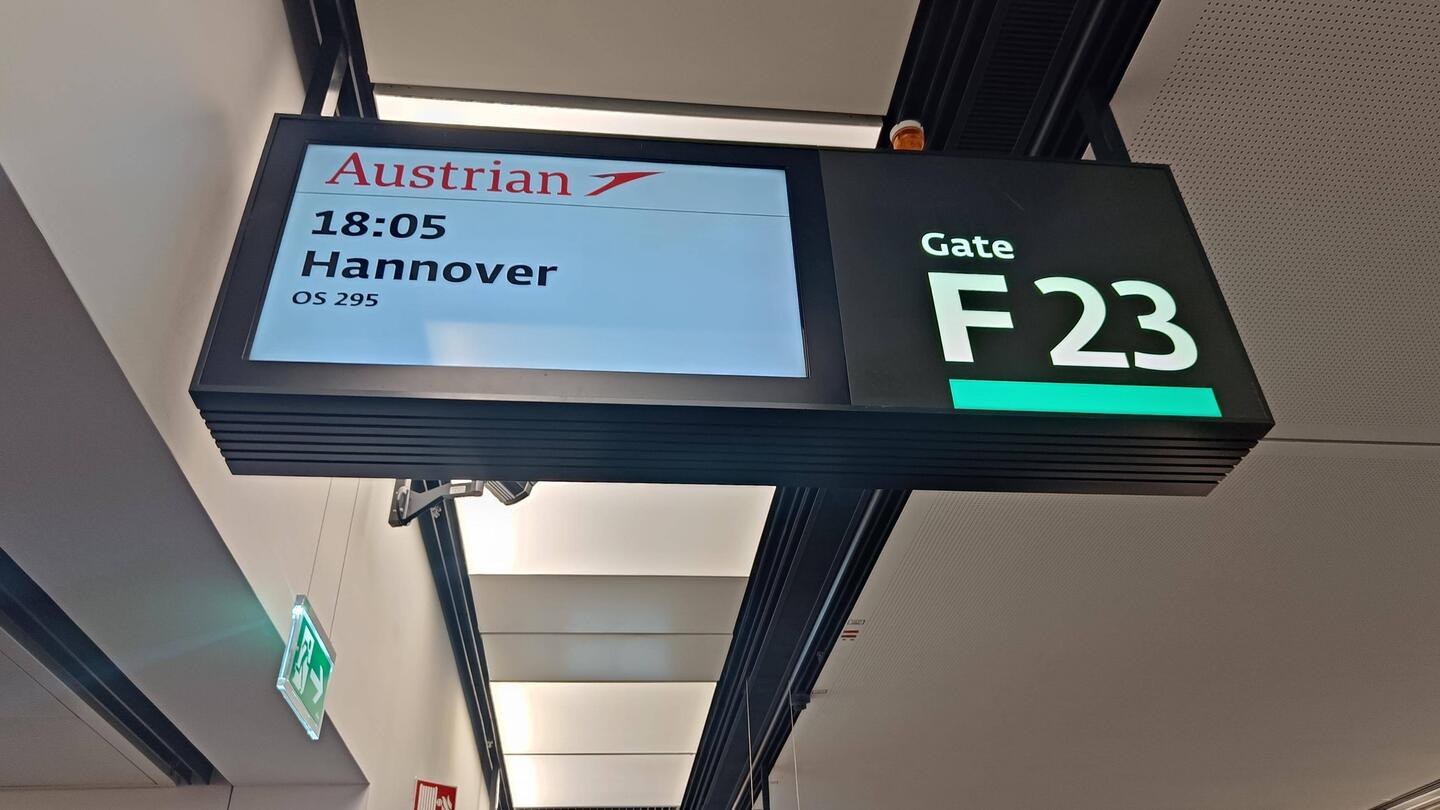 Austrian
18:05
Hannover
OS 295
Gate
F 23